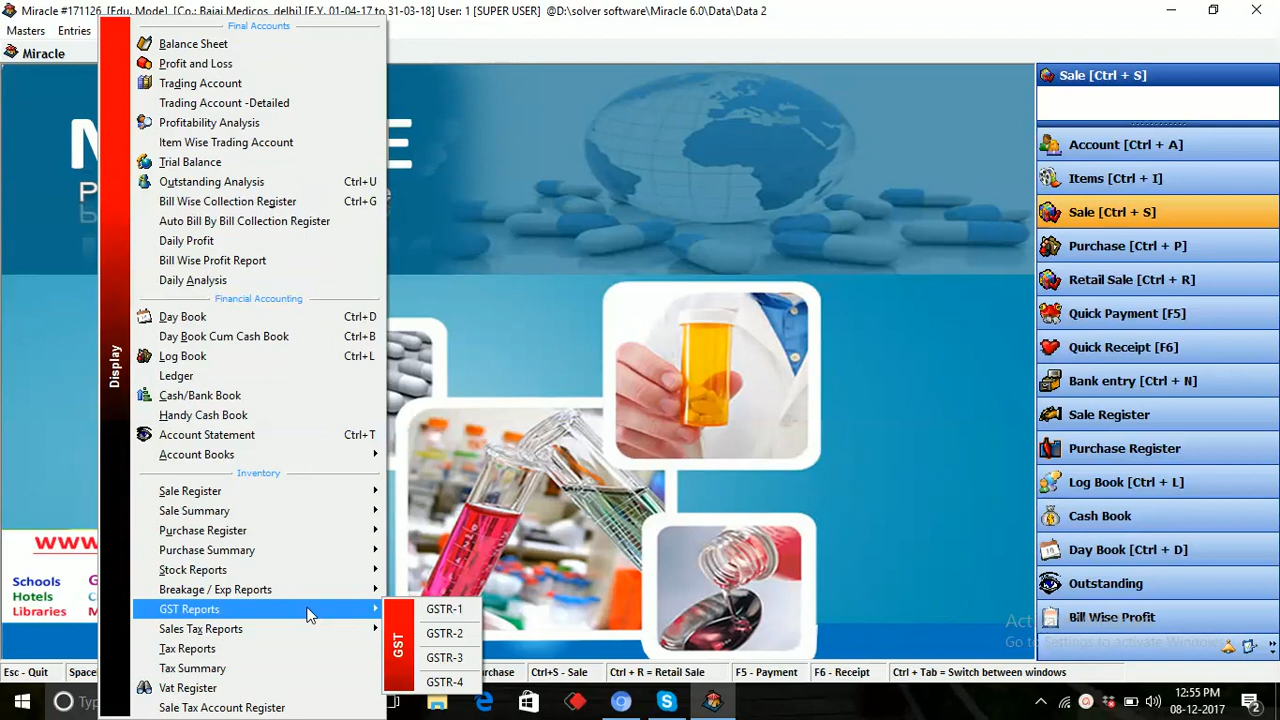 Miracle #171126 [Edu. Mode] [Co.: Bajaj Medicos, delhi] [F.Y. 01-04-17 to 31-03-18] User: 1 [SUPER USER] @D:\solver software\Miracle 6.0\Data\Data 2
Masters Entries
Miracle
Final Accounts
Balance Sheet
Profit and Loss
Trading Account
Trading Account -Detailed
Profitability Analysis
Item Wise Trading Account
Trial Balance
Outstanding Analysis Ctrl+U
Bill Wise Collection Register Ctrl+G
Auto Bill By Bill Collection Register
Daily Profit
Bill Wise Profit Report
Daily Analysis
Financial Accounting
Day Book Ctrl+D
Day Book Cum Cash Book Ctrl+B
Log Book Ctrl+L
Ledger
Cash/Bank Book
Handy Cash Book
Account Statement Ctrl+T
Account Books
Inventory
Sale Register
Sale Summary
Purchase Register
Purchase Summary
Stock Reports
Breakage / Exp Reports
GST Reports
Sales Tax Reports
Tax Reports
Tax Summary
Vat Register
Sale Tax Account Register
Display
GST
GSTR-1
GSTR-2
GSTR-3
GSTR-4
Sale [Ctrl + S]
Account [Ctrl + A]
Items [Ctrl + I]
Sale [Ctrl + S]
Purchase [Ctrl + P]
Retail Sale [Ctrl + R]
Quick Payment [F5]
Quick Receipt [F6]
Bank entry [Ctrl + N]
Sale Register
Purchase Register
Log Book [Ctrl + L]
Cash Book
Day Book [Ctrl + D]
Outstanding
Bill Wise Profit
www.
Schools
Hotels
Libraries
Go to Settings to activate Windows
Esc - Quit Ctrl+S - Sale Ctrl + R = Retail Sale F5 - Payment F6 - Receipt Ctrl + Tab = Switch between windows
12:55 PM
08-12-2017
2